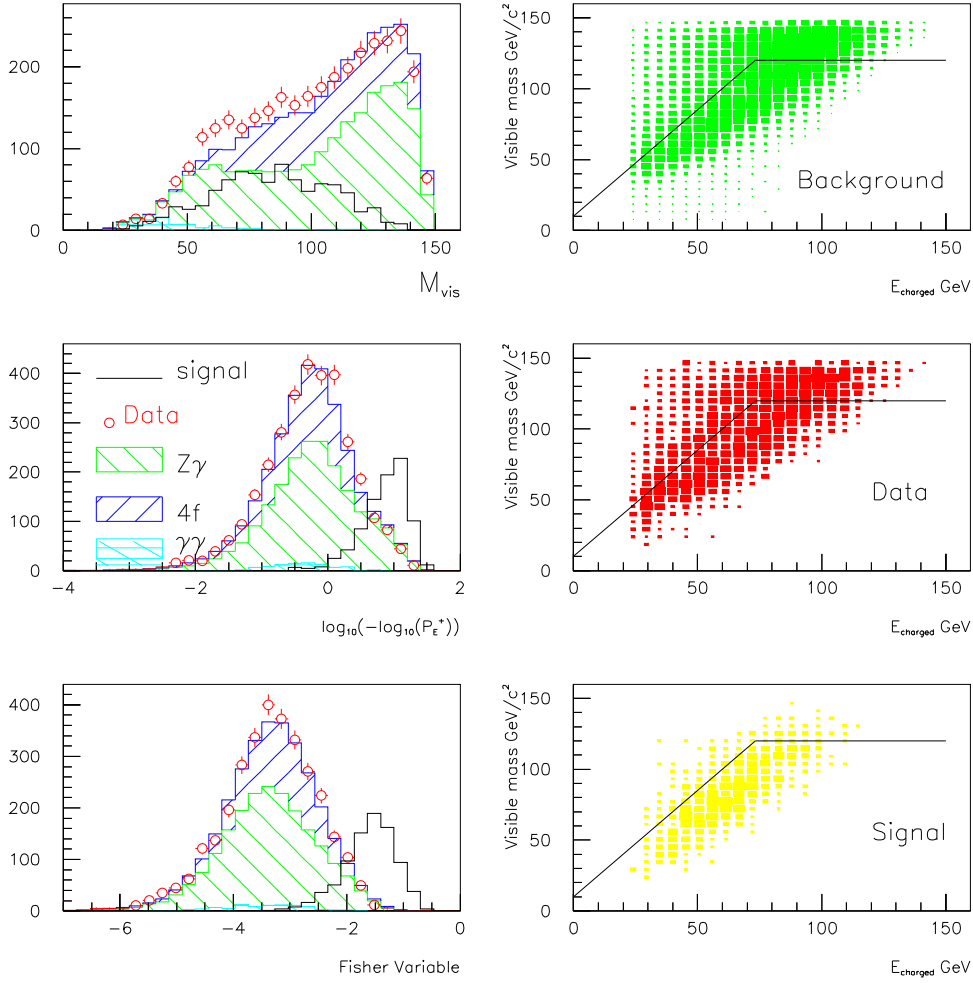 200
100
0
0 50 100 150
M_vis
Visible mass GeV/c²
150
100
50
0
Background
0 50 100 150
E_charged GeV
400
300
200
100
0
signal
Data
Zγ
4f
γγ
−4 −2 0 2
log₁₀(−log₁₀(P_E⁺))
Visible mass GeV/c²
150
100
50
0
Data
0 50 100 150
E_charged GeV
400
300
200
100
0
−6 −4 −2 0
Fisher Variable
Visible mass GeV/c²
150
100
50
0
Signal
0 50 100 150
E_charged GeV